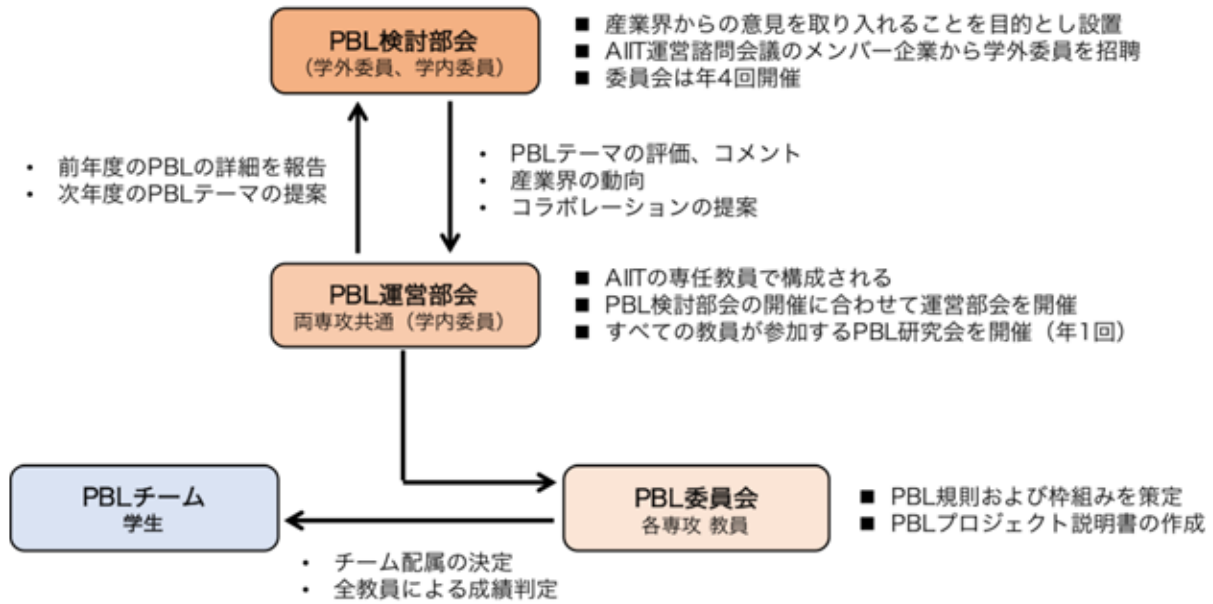 PBL検討部会
（学外委員、学内委員）
■ 産業界からの意見を取り入れることを目的とし設置
■ AIIT運営諮問会議のメンバー企業から学外委員を招聘
■ 委員会は年4回開催
・ 前年度のPBLの詳細を報告
・ 次年度のPBLテーマの提案
・ PBLテーマの評価、コメント
・ 産業界の動向
・ コラボレーションの提案
PBL運営部会
両専攻共通（学内委員）
■ AIITの専任教員で構成される
■ PBL検討部会の開催に合わせて運営部会を開催
■ すべての教員が参加するPBL研究会を開催（年1回）
PBLチーム
学生
PBL委員会
各専攻 教員
■ PBL規則および枠組みを策定
■ PBLプロジェクト説明書の作成
・ チーム配属の決定
・ 全教員による成績判定